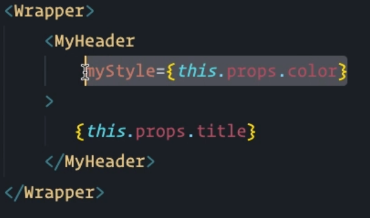 <Wrapper>
<MyHeader
myStyle={this.props.color}
>
{this.props.title}
</MyHeader>
</Wrapper>